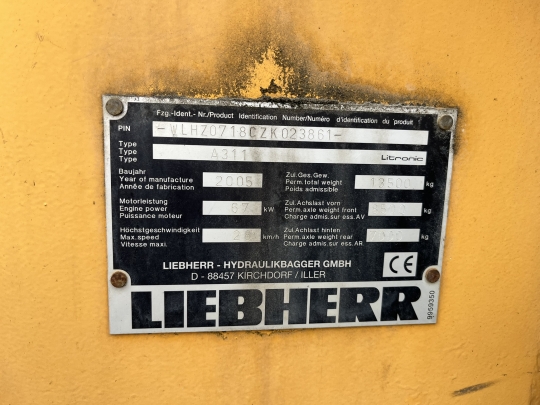 Fzg.-Ident.- Nr./Product Identification Number/Numéro d'identification du produit
PIN -WLHZ0718CZK023861-
Type
Type A311 Litronic
Type
Baujahr
Year of manufacture 2005
Année de fabrication
Zul.Ges.Gew.
Perm.total weight 13500 kg
Poids admissible
Motorleistung
Engine power kW
Puissance moteur
Zul.Achslast vorn
Perm.axle weight front kg
Charge admis.sur ess.AV
Höchstgeschwindigkeit
Max.speed km/h
Vitesse maxi.
Zul.Achslast hinten
Perm.axle weight rear kg
Charge admis.sur ess.AR.
LIEBHERR - HYDRAULIKBAGGER GMBH
D - 88457 KIRCHDORF / ILLER
CE
LIEBHERR
9959350